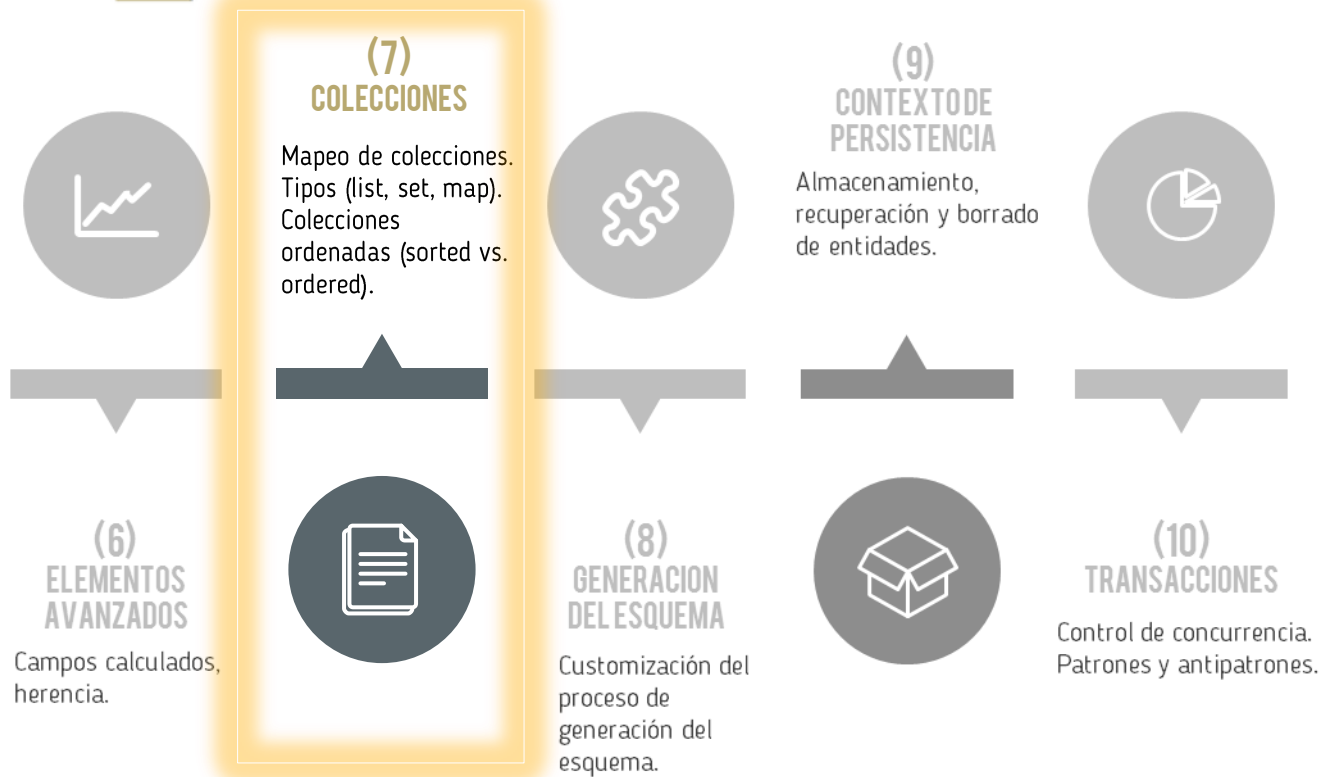 (6)
ELEMENTOS
AVANZADOS
Campos calculados,
herencia.
(7)
COLECCIONES
Mapeo de colecciones.
Tipos (list, set, map).
Colecciones
ordenadas (sorted vs.
ordered).
(8)
GENERACION
DEL ESQUEMA
Customización del
proceso de
generación del
esquema.
(9)
CONTEXTO DE
PERSISTENCIA
Almacenamiento,
recuperación y borrado
de entidades.
(10)
TRANSACCIONES
Control de concurrencia.
Patrones y antipatrones.